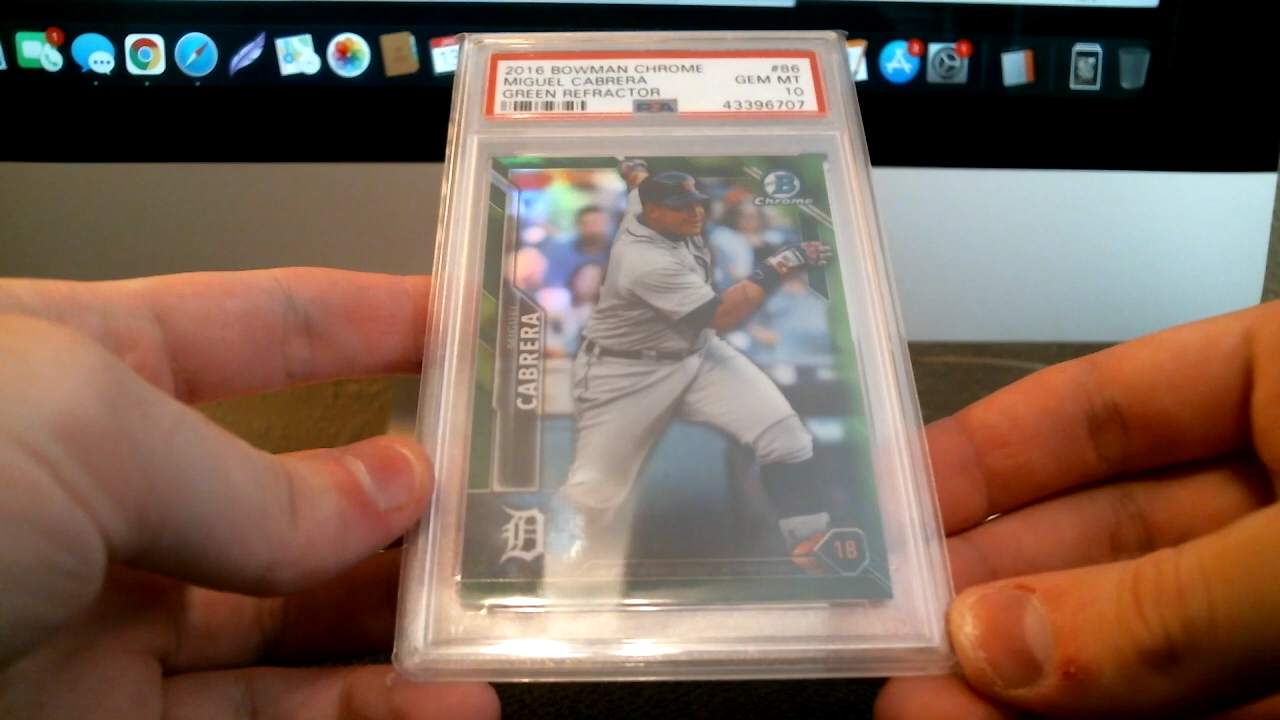 2016 BOWMAN CHROME #86
MIGUEL CABRERA GEM MT
GREEN REFRACTOR 10
PSA 43396707
B
Chrome
MIGUEL
CABRERA
D
18